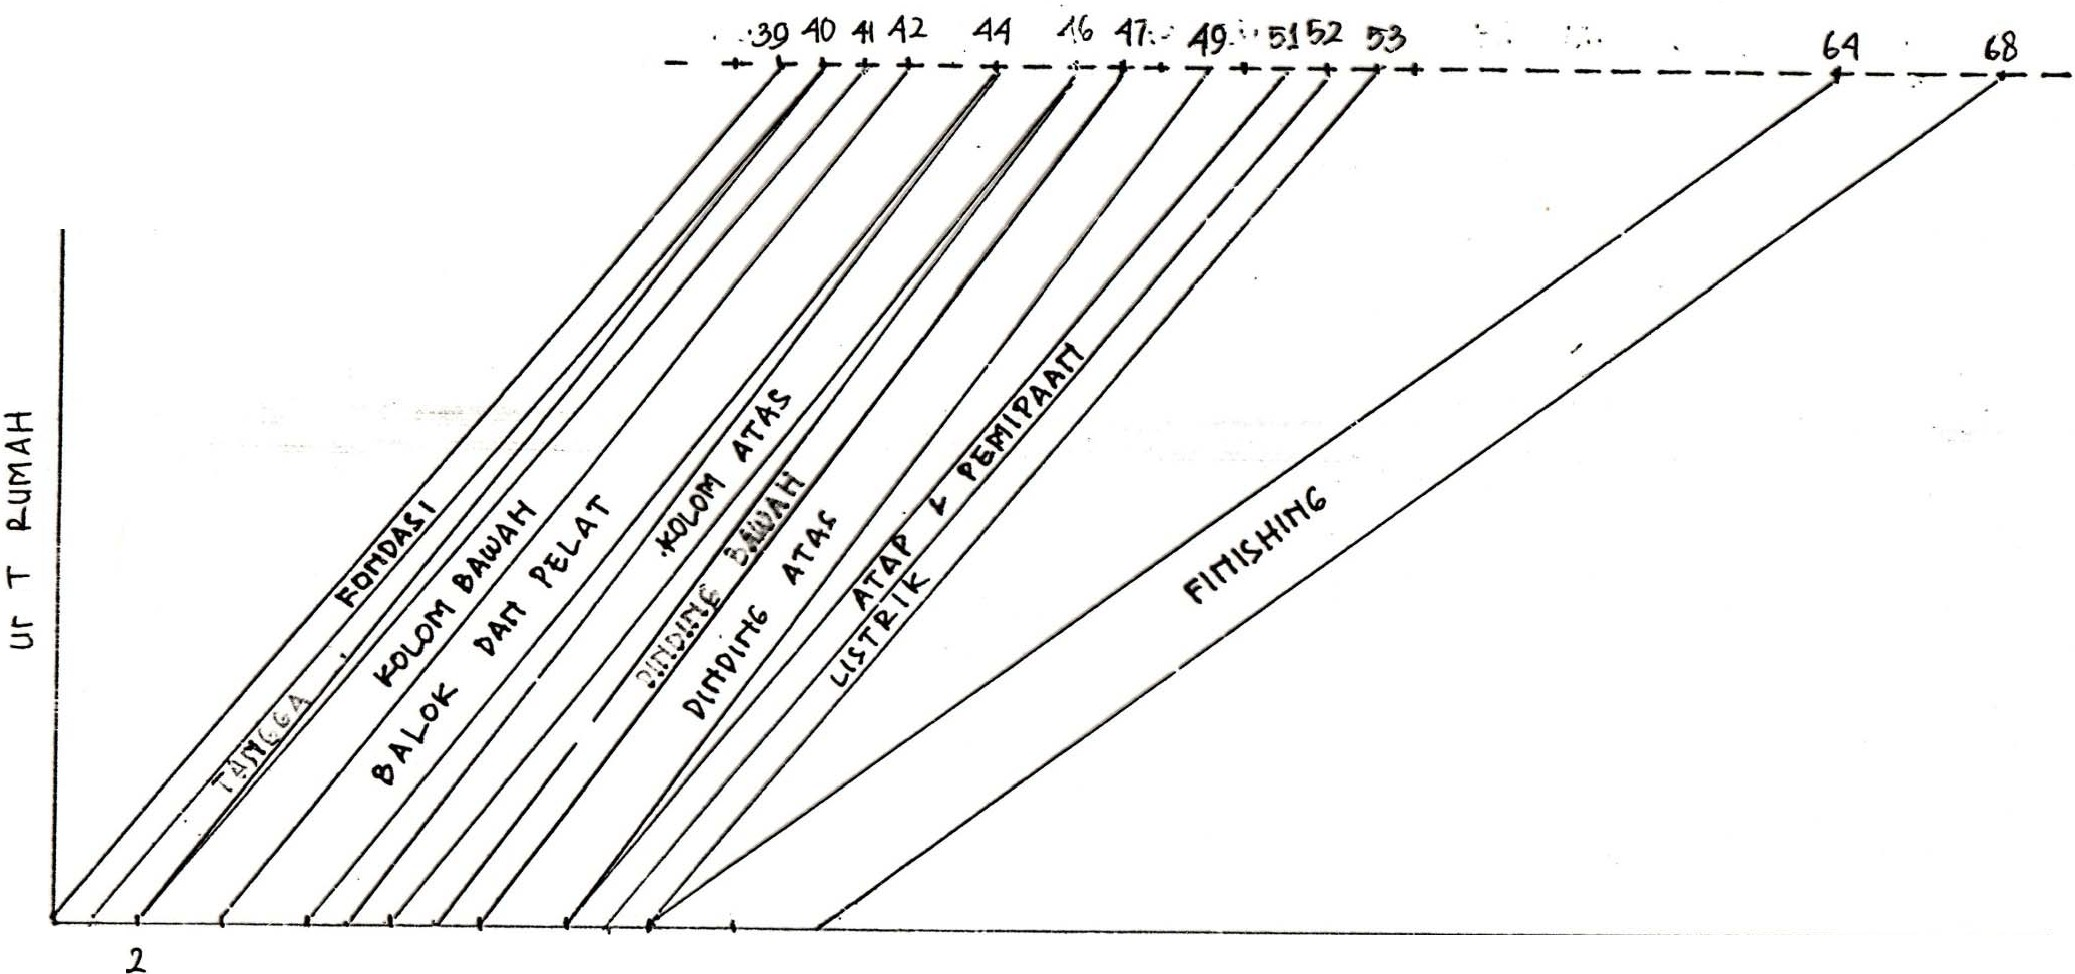 39 40 41 42 44 46 47 49 51 52 53 64 68
FONDASI
TANGGA
KOLOM BAWAH
BALOK DAN PELAT
KOLOM ATAS
DINDING BAWAH
DINDING ATAS
ATAP & PEMIPAAN
LISTRIK
FINISHING
RUMAH
2